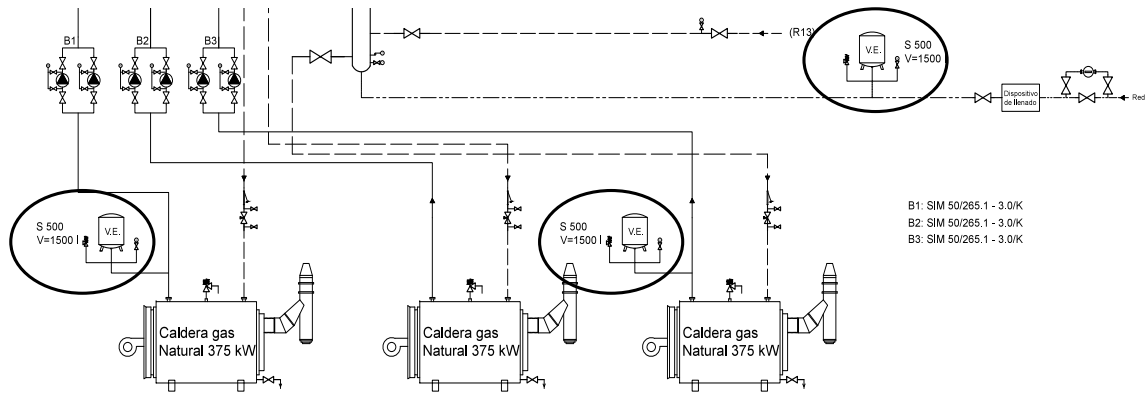 B1
B2
B3
(R13)
V.E.
S 500
V=1500
Dispositivo
de llenado
Red
S 500
V=1500 l
V.E.
S 500
V=1500 l
V.E.
B1: SIM 50/265.1 - 3.0/K
B2: SIM 50/265.1 - 3.0/K
B3: SIM 50/265.1 - 3.0/K
Caldera gas
Natural 375 kW
Caldera gas
Natural 375 kW
Caldera gas
Natural 375 kW